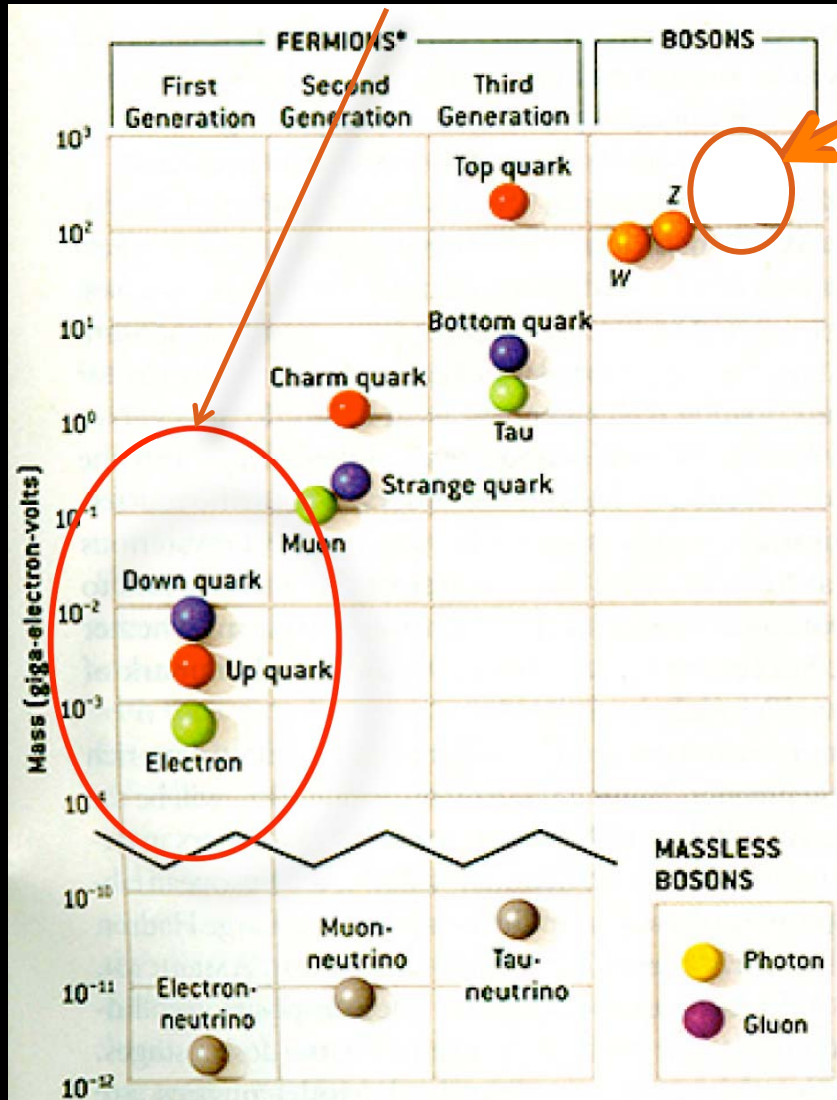 FERMIONS*
BOSONS
First
Generation
Second
Generation
Third
Generation
Mass (giga-electron-volts)
10³
10²
10¹
10⁰
10⁻¹
10⁻²
10⁻³
10⁻⁴
10⁻¹⁰
10⁻¹¹
10⁻¹²
Top quark
Z
W
Bottom quark
Charm quark
Tau
Strange quark
Muon
Down quark
Up quark
Electron
MASSLESS
BOSONS
Muon-
neutrino
Tau-
neutrino
Electron-
neutrino
Photon
Gluon